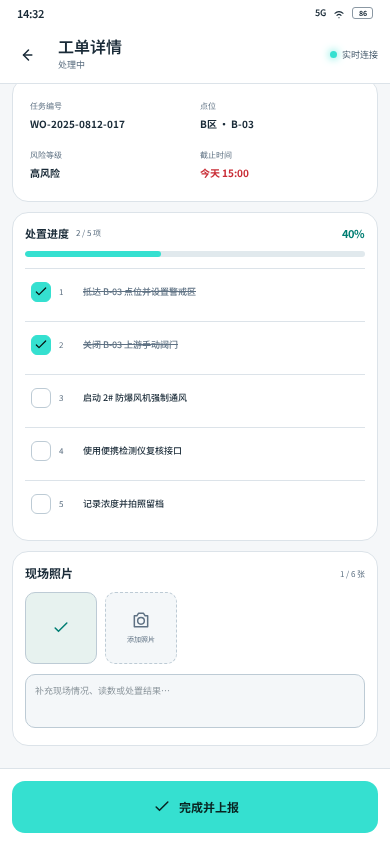 14:32
5G
86
工单详情
处理中
实时连接
任务编号
点位
WO-2025-0812-017
B区 · B-03
风险等级
截止时间
高风险
今天 15:00
处置进度 2 / 5 项
40%
1 抵达 B-03 点位并设置警戒区
2 关闭 B-03 上游手动阀门
3 启动 2# 防爆风机强制通风
4 使用便携检测仪复核接口
5 记录浓度并拍照留档
现场照片
1 / 6 张
添加照片
补充现场情况、读数或处置结果…
完成并上报